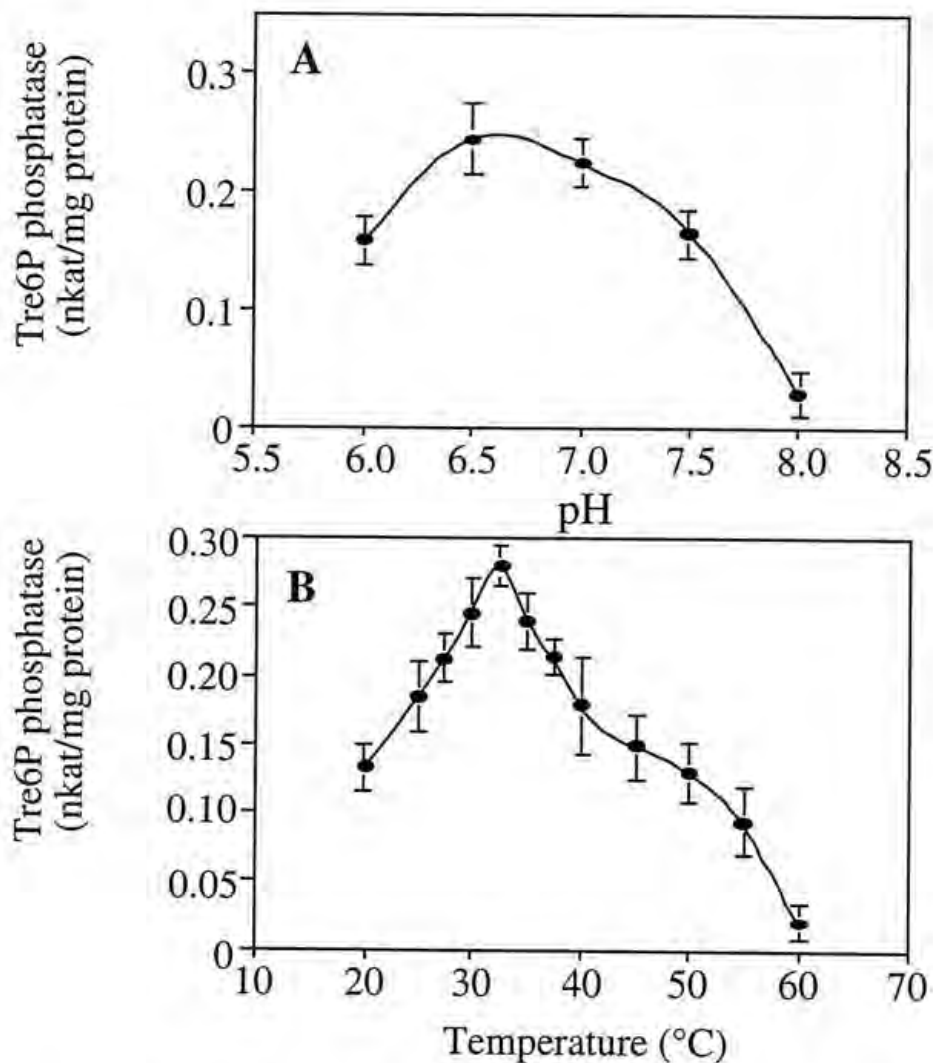 Tre6P phosphatase
(nkat/mg protein)
A
0.3
0.2
0.1
0
5.5 6.0 6.5 7.0 7.5 8.0 8.5
pH
Tre6P phosphatase
(nkat/mg protein)
B
0.30
0.25
0.20
0.15
0.10
0.05
0
10 20 30 40 50 60 70
Temperature (°C)